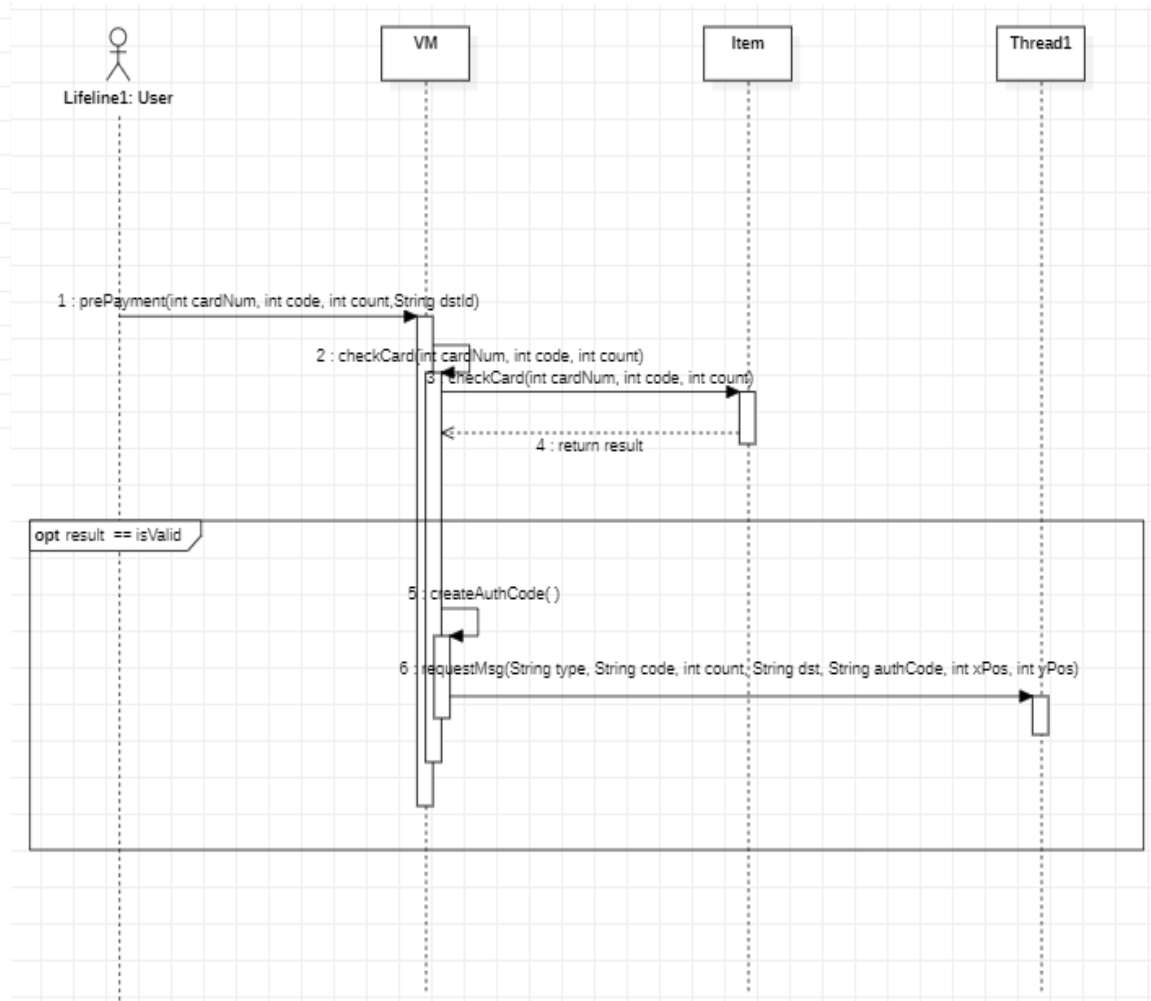 VM
Item
Thread1
Lifeline1: User
1 : prePayment(int cardNum, int code, int count,String dstId)
2 : checkCard(int cardNum, int code, int count)
3 : checkCard(int cardNum, int code, int count)
4 : return result
opt result == isValid
5 : createAuthCode( )
6 : requestMsg(String type, String code, int count, String dst, String authCode, int xPos, int yPos)